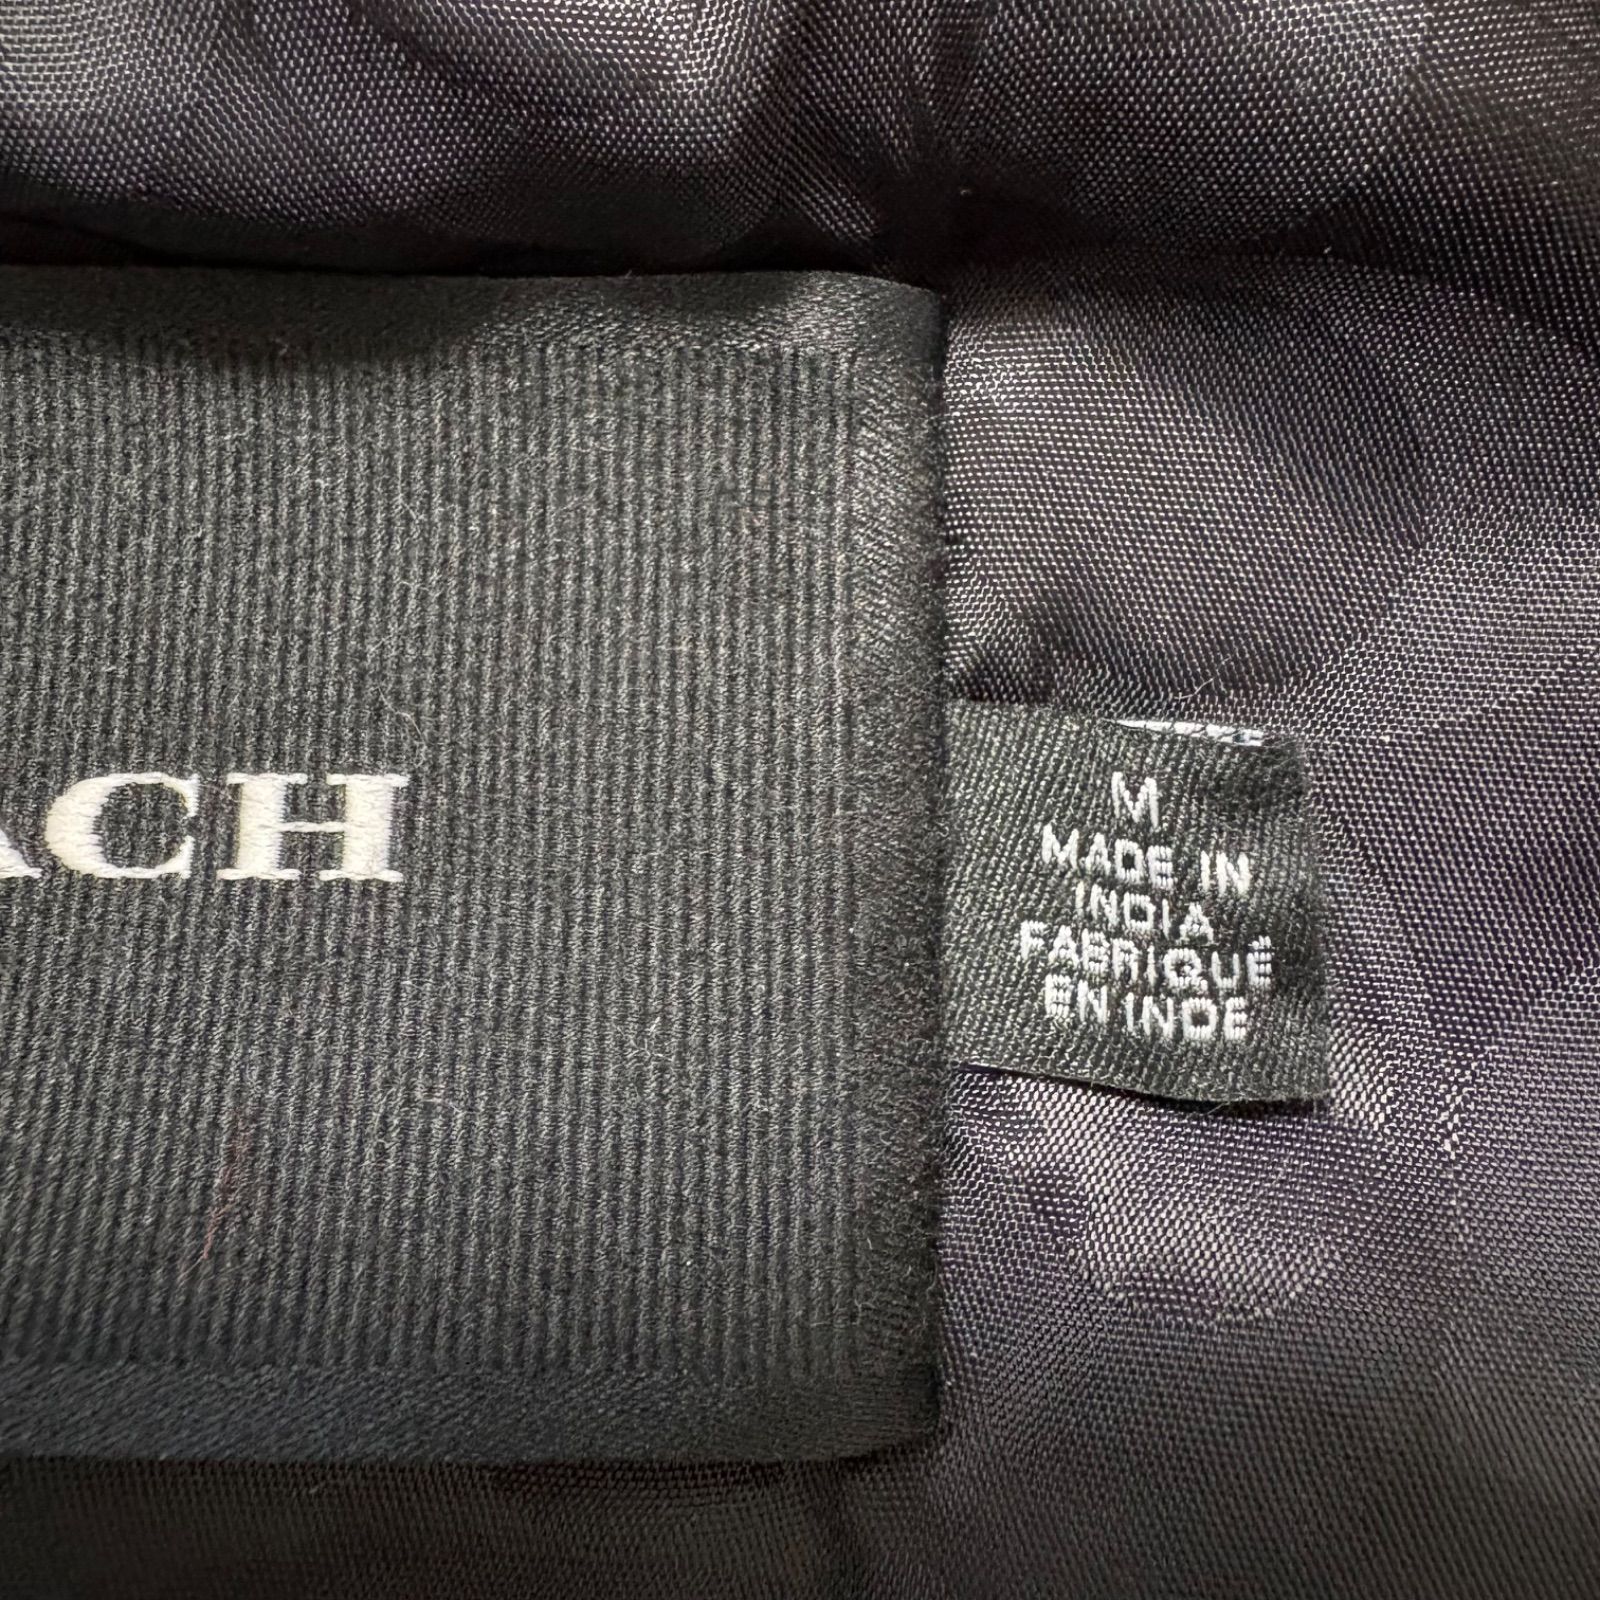 ACH
M
MADE IN
INDIA
FABRIQUÉ
EN INDE